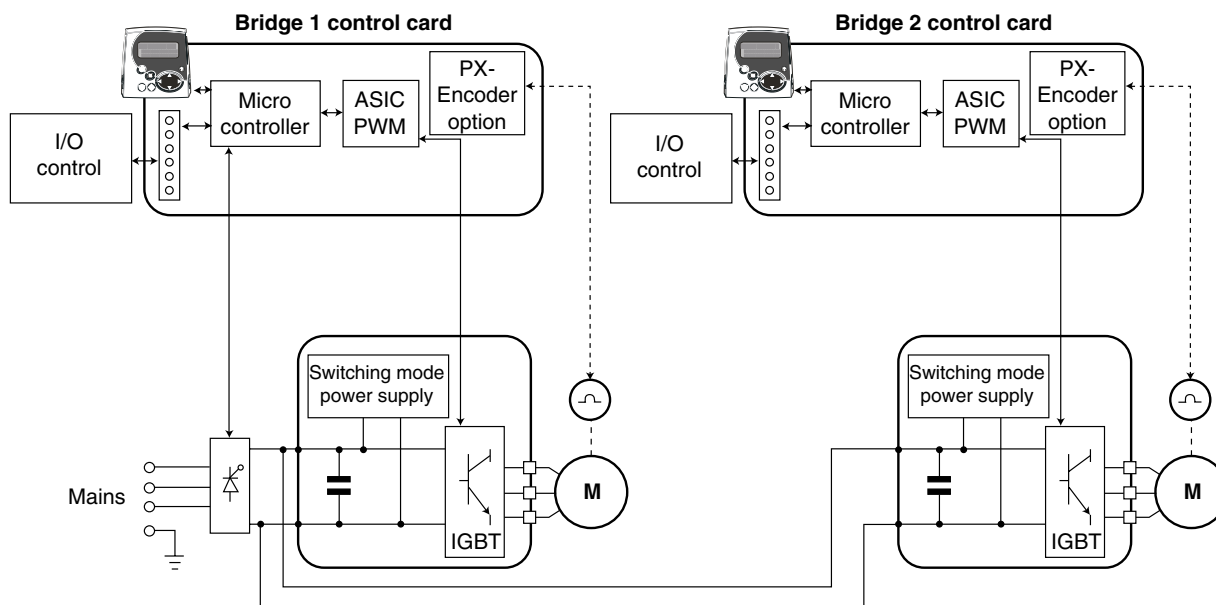 Bridge 1 control card
PX-
Encoder
option
Micro
controller
ASIC
PWM
I/O
control
Switching mode
power supply
Mains
IGBT
M
Bridge 2 control card
PX-
Encoder
option
Micro
controller
ASIC
PWM
I/O
control
Switching mode
power supply
IGBT
M